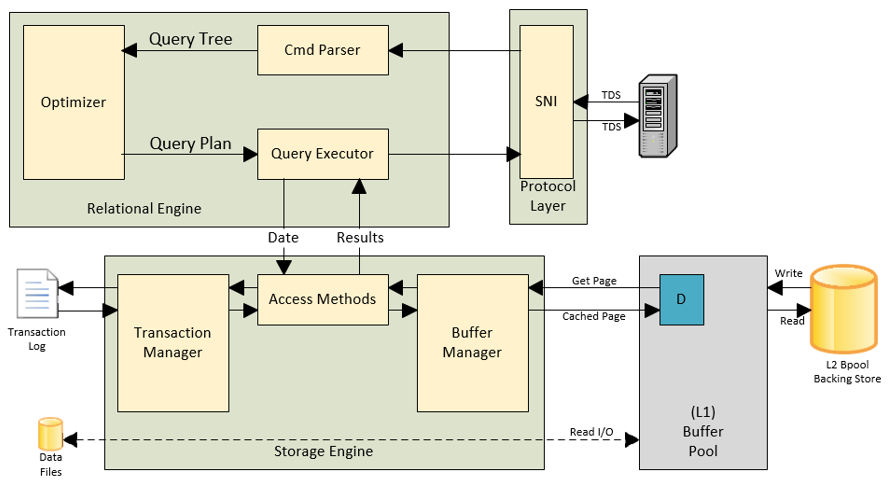 Query Tree
Cmd Parser
Optimizer
SNI
TDS
TDS
Query Plan
Query Executor
Relational Engine
Protocol
Layer
Date
Results
Transaction
Log
Transaction
Manager
Access Methods
Buffer
Manager
Get Page
Cached Page
D
Write
Read
L2 Bpool
Backing Store
(L1)
Buffer
Pool
Read I/O
Data
Files
Storage Engine